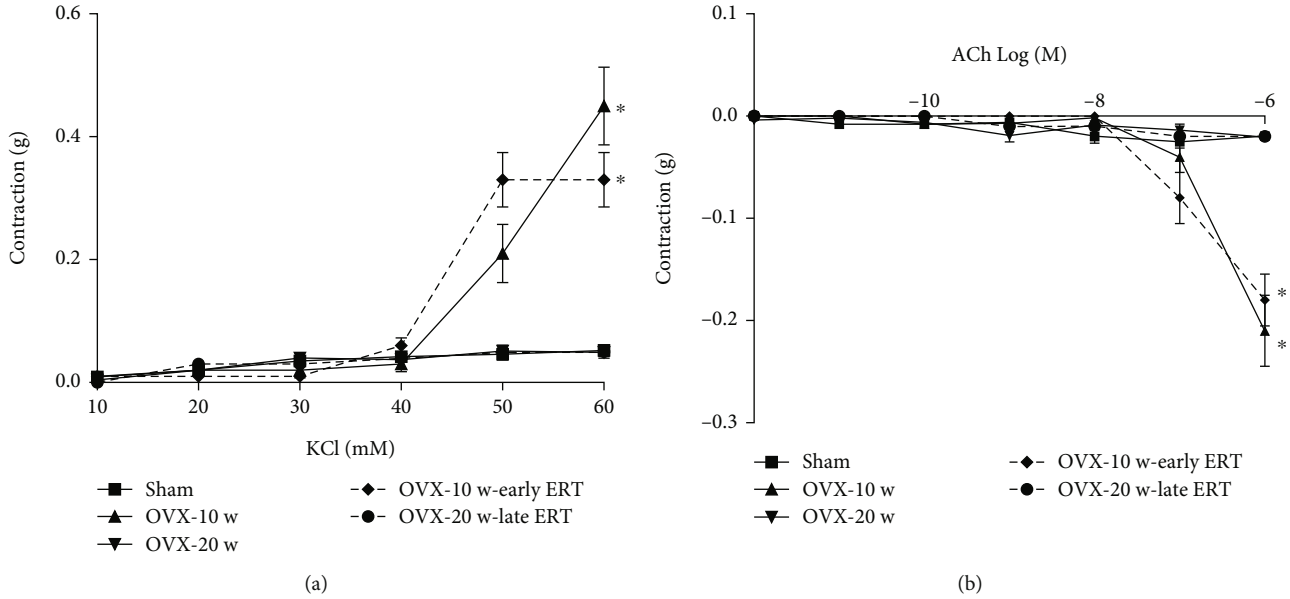 0.6
0.4
0.2
0.0
Contraction (g)
10 20 30 40 50 60
KCl (mM)
*
*
Sham
OVX-10 w
OVX-20 w
OVX-10 w-early ERT
OVX-20 w-late ERT
(a)
0.1
0.0
−0.1
−0.2
−0.3
Contraction (g)
ACh Log (M)
−10 −8 −6
*
*
Sham
OVX-10 w
OVX-20 w
OVX-10 w-early ERT
OVX-20 w-late ERT
(b)